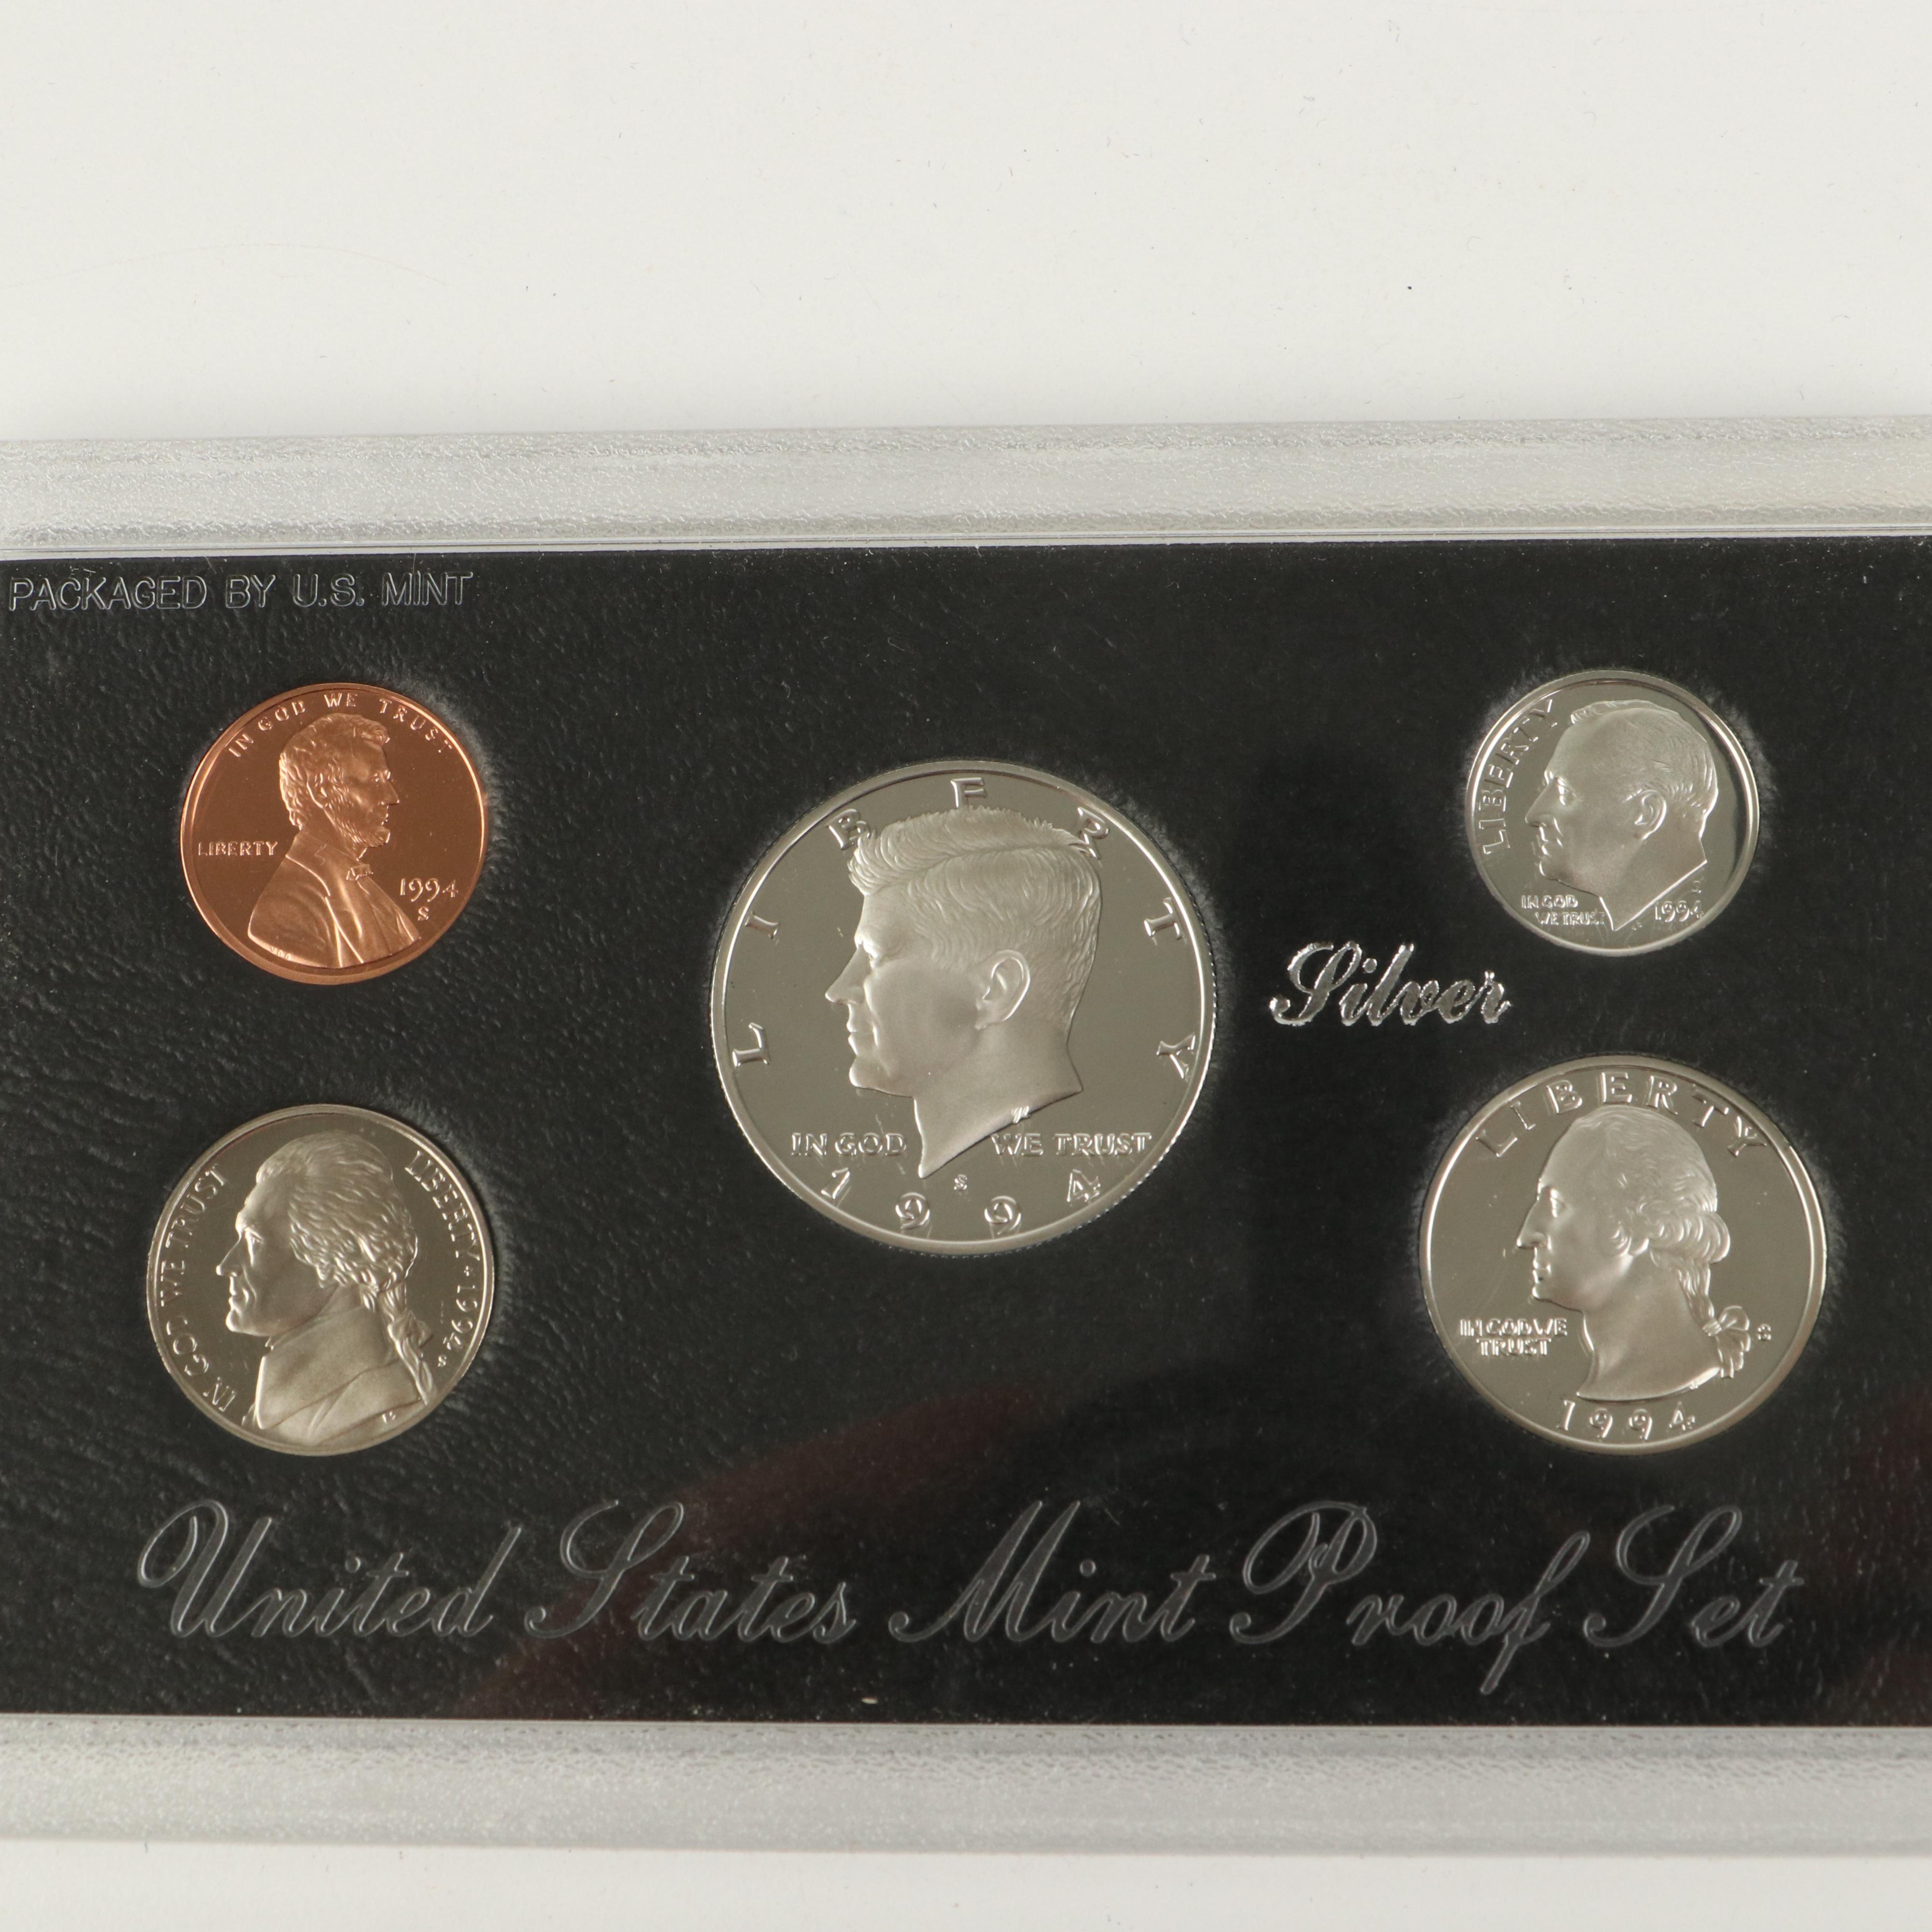 PACKAGED BY U.S. MINT
IN GOD WE TRUST
LIBERTY
1994
S
LIBERTY
IN GOD WE TRUST
1994
S
LIBERTY
IN GOD
WE TRUST
1994
S
Silver
IN GOD WE TRUST
LIBERTY 1994
S
LIBERTY
IN GOD WE
TRUST
S
1994
United States Mint Proof Set